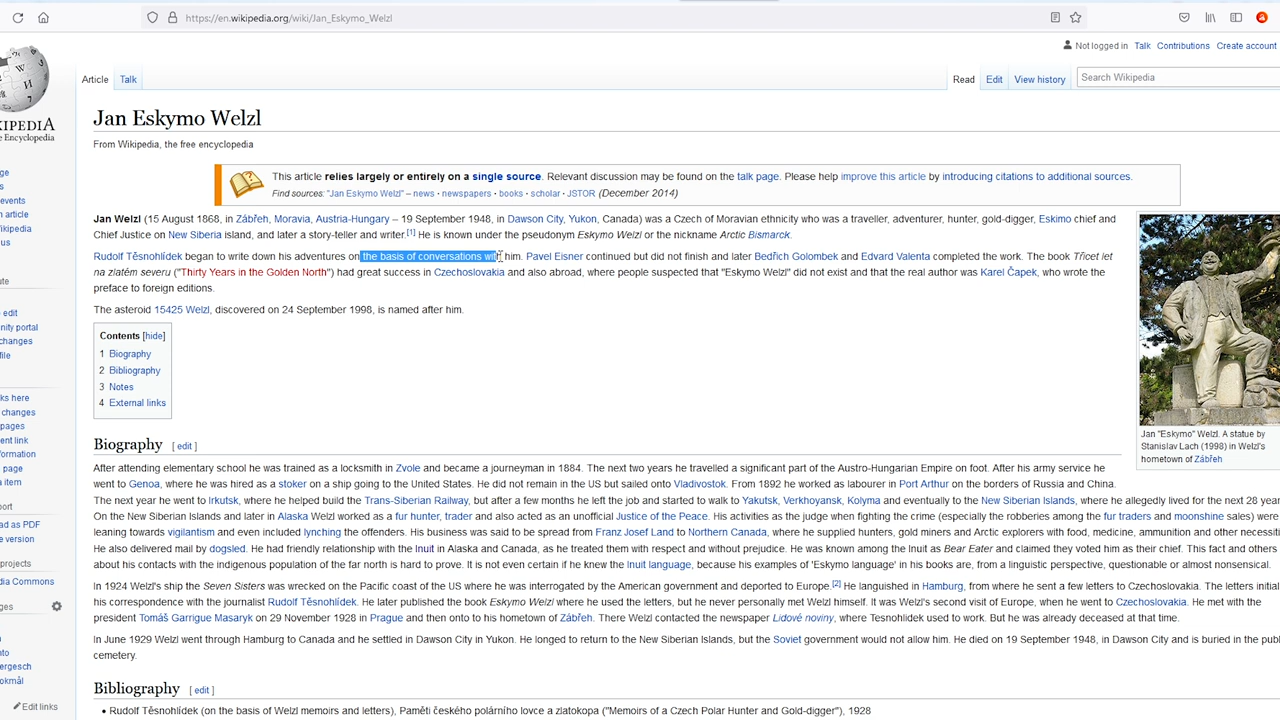 https://en.wikipedia.org/wiki/Jan_Eskymo_Welzl
Not logged in Talk Contributions Create account
Article Talk Read Edit View history Search Wikipedia
Encyclopedia
Jan Eskymo Welzl
From Wikipedia, the free encyclopedia
This article relies largely or entirely on a single source. Relevant discussion may be found on the talk page. Please help improve this article by introducing citations to additional sources.
Find sources: "Jan Eskymo Welzl" – news · newspapers · books · scholar · JSTOR (December 2014)
Jan Welzl (15 August 1868, in Zábřeh, Moravia, Austria-Hungary – 19 September 1948, in Dawson City, Yukon, Canada) was a Czech of Moravian ethnicity who was a traveller, adventurer, hunter, gold-digger, Eskimo chief and
Chief Justice on New Siberia island, and later a story-teller and writer.[1] He is known under the pseudonym Eskymo Welzl or the nickname Arctic Bismarck.
Rudolf Těsnohlídek began to write down his adventures on the basis of conversations with him. Pavel Eisner continued but did not finish and later Bedřich Golombek and Edvard Valenta completed the work. The book Třicet let
na zlatém severu ("Thirty Years in the Golden North") had great success in Czechoslovakia and also abroad, where people suspected that "Eskymo Welzl" did not exist and that the real author was Karel Čapek, who wrote the
preface to foreign editions.
The asteroid 15425 Welzl, discovered on 24 September 1998, is named after him.
Contents [hide]
1 Biography
2 Bibliography
3 Notes
4 External links
Jan "Eskymo" Welzl. A statue by
Stanislav Lach (1998) in Welzl's
hometown of Zábřeh
Biography [ edit ]
After attending elementary school he was trained as a locksmith in Zvole and became a journeyman in 1884. The next two years he travelled a significant part of the Austro-Hungarian Empire on foot. After his army service he
went to Genoa, where he was hired as a stoker on a ship going to the United States. He did not remain in the US but sailed onto Vladivostok. From 1892 he worked as labourer in Port Arthur on the borders of Russia and China.
The next year he went to Irkutsk, where he helped build the Trans-Siberian Railway, but after a few months he left the job and started to walk to Yakutsk, Verkhoyansk, Kolyma and eventually to the New Siberian Islands, where he allegedly lived for the next 28 year
On the New Siberian Islands and later in Alaska Welzl worked as a fur hunter, trader and also acted as an unofficial Justice of the Peace. His activities as the judge when fighting the crime (especially the robberies among the fur traders and moonshine sales) were
leaning towards vigilantism and even included lynching the offenders. His business was said to be spread from Franz Josef Land to Northern Canada, where he supplied hunters, gold miners and Arctic explorers with food, medicine, ammunition and other necessiti
He also delivered mail by dogsled. He had friendly relationship with the Inuit in Alaska and Canada, as he treated them with respect and without prejudice. He was known among the Inuit as Bear Eater and claimed they voted him as their chief. This fact and others
about his contacts with the indigenous population of the far north is hard to prove. It is not even certain if he knew the Inuit language, because his examples of 'Eskymo language' in his books are, from a linguistic perspective, questionable or almost nonsensical.
In 1924 Welzl's ship the Seven Sisters was wrecked on the Pacific coast of the US where he was interrogated by the American government and deported to Europe.[2] He languished in Hamburg, from where he sent a few letters to Czechoslovakia. The letters initial
his correspondence with the journalist Rudolf Těsnohlídek. He later published the book Eskymo Welzl where he used the letters, but he never personally met Welzl himself. It was Welzl's second visit of Europe, when he went to Czechoslovakia. He met with the
president Tomáš Garrigue Masaryk on 29 November 1928 in Prague and then onto to his hometown of Zábřeh. There Welzl contacted the newspaper Lidové noviny, where Tesnohlidek used to work. But he was already deceased at that time.
In June 1929 Welzl went through Hamburg to Canada and he settled in Dawson City in Yukon. He longed to return to the New Siberian Islands, but the Soviet government would not allow him. He died on 19 September 1948, in Dawson City and is buried in the publ
cemetery.
Bibliography [ edit ]
• Rudolf Těsnohlídek (on the basis of Welzl memoirs and letters), Paměti českého polárního lovce a zlatokopa ("Memoirs of a Czech Polar Hunter and Gold-digger"), 1928
events
article
edit
portal
changes
file
here
changes
pages
link
page
item
ad as PDF
version
projects
Commons
Edit links